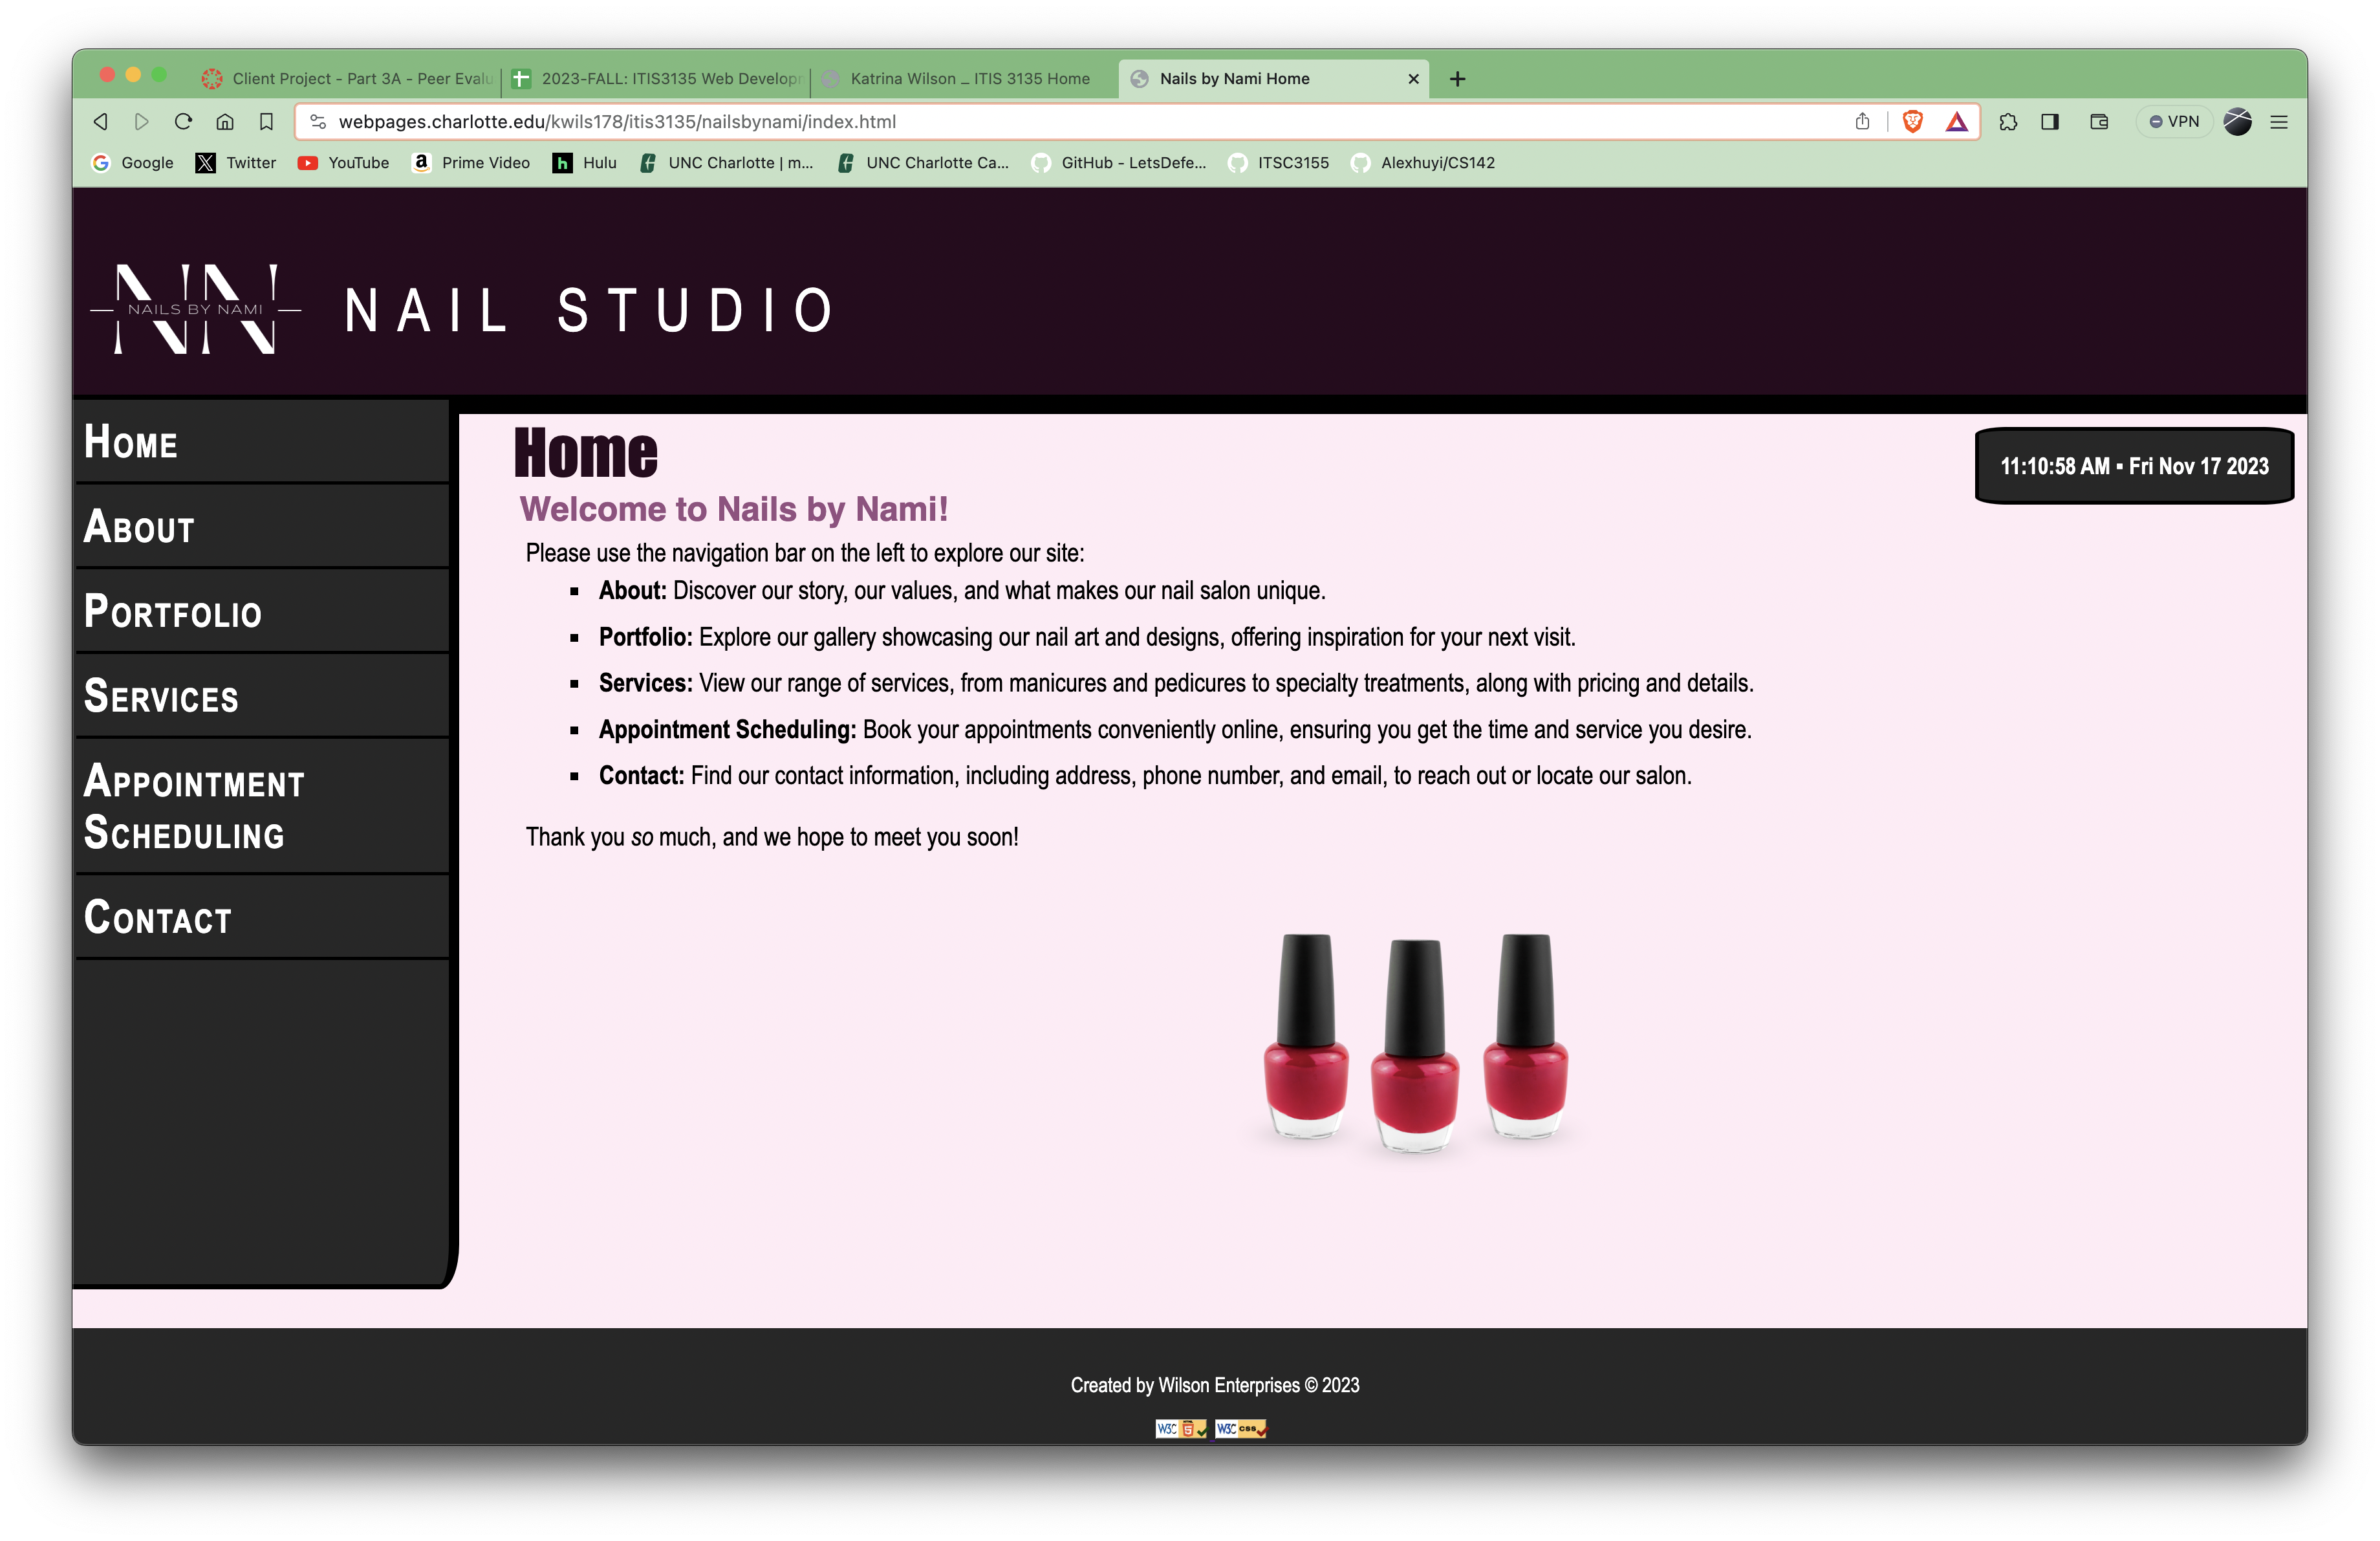 Client Project - Part 3A - Peer Evalu
2023-FALL: ITIS3135 Web Developm
Katrina Wilson _ ITIS 3135 Home
Nails by Nami Home
webpages.charlotte.edu/kwils178/itis3135/nailsbynami/index.html
VPN
Google
Twitter
YouTube
Prime Video
Hulu
UNC Charlotte | m...
UNC Charlotte Ca...
GitHub - LetsDefe...
ITSC3155
Alexhuyi/CS142
NN
NAILS BY NAMI
NAIL STUDIO
Home
About
Portfolio
Services
Appointment
Scheduling
Contact
Home
11:10:58 AM ▪ Fri Nov 17 2023
Welcome to Nails by Nami!
Please use the navigation bar on the left to explore our site:
▪ About: Discover our story, our values, and what makes our nail salon unique.
▪ Portfolio: Explore our gallery showcasing our nail art and designs, offering inspiration for your next visit.
▪ Services: View our range of services, from manicures and pedicures to specialty treatments, along with pricing and details.
▪ Appointment Scheduling: Book your appointments conveniently online, ensuring you get the time and service you desire.
▪ Contact: Find our contact information, including address, phone number, and email, to reach out or locate our salon.
Thank you so much, and we hope to meet you soon!
Created by Wilson Enterprises © 2023
W3C 5 W3C css